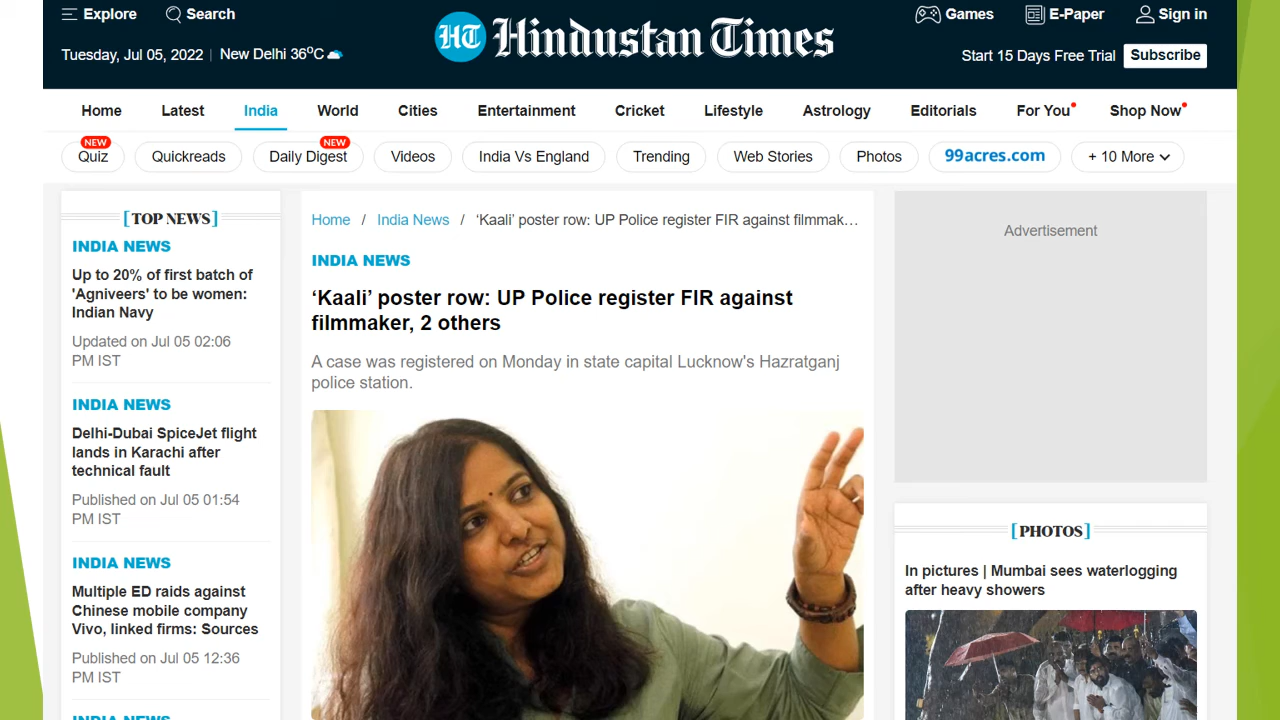 Explore
Search
HT Hindustan Times
Games
E-Paper
Sign in
Tuesday, Jul 05, 2022
New Delhi 36°C
Start 15 Days Free Trial
Subscribe
Home
Latest
India
World
Cities
Entertainment
Cricket
Lifestyle
Astrology
Editorials
For You
Shop Now
NEW
Quiz
Quickreads
NEW
Daily Digest
Videos
India Vs England
Trending
Web Stories
Photos
99acres.com
+ 10 More
[TOP NEWS]
INDIA NEWS
Up to 20% of first batch of
'Agniveers' to be women:
Indian Navy
Updated on Jul 05 02:06
PM IST
INDIA NEWS
Delhi-Dubai SpiceJet flight
lands in Karachi after
technical fault
Published on Jul 05 01:54
PM IST
INDIA NEWS
Multiple ED raids against
Chinese mobile company
Vivo, linked firms: Sources
Published on Jul 05 12:36
PM IST
INDIA NEWS
Home / India News / ‘Kaali’ poster row: UP Police register FIR against filmmak…
INDIA NEWS
‘Kaali’ poster row: UP Police register FIR against
filmmaker, 2 others
A case was registered on Monday in state capital Lucknow's Hazratganj
police station.
Advertisement
[PHOTOS]
In pictures | Mumbai sees waterlogging
after heavy showers